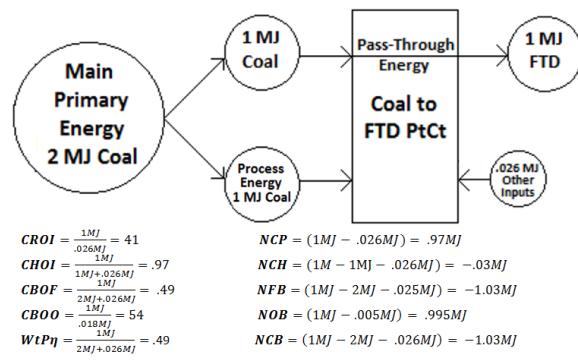 Main
Primary
Energy
2 MJ Coal
1 MJ
Coal
Process
Energy
1 MJ Coal
Pass-Through
Energy
Coal to
FTD PtCt
1 MJ
FTD
.026 MJ
Other
Inputs
CROI = 1MJ/.026MJ = 41
CHOI = 1MJ/1MJ+.026MJ = .97
CBOF = 1MJ/2MJ+.026MJ = .49
CBOO = 1MJ/.018MJ = 54
WtPη = 1MJ/2MJ+.026MJ = .49
NCP = (1MJ − .026MJ) = .97MJ
NCH = (1M − 1MJ − .026MJ) = −.03MJ
NFB = (1MJ − 2MJ − .025MJ) = −1.03MJ
NOB = (1MJ − .005MJ) = .995MJ
NCB = (1MJ − 2MJ − .026MJ) = −1.03MJ